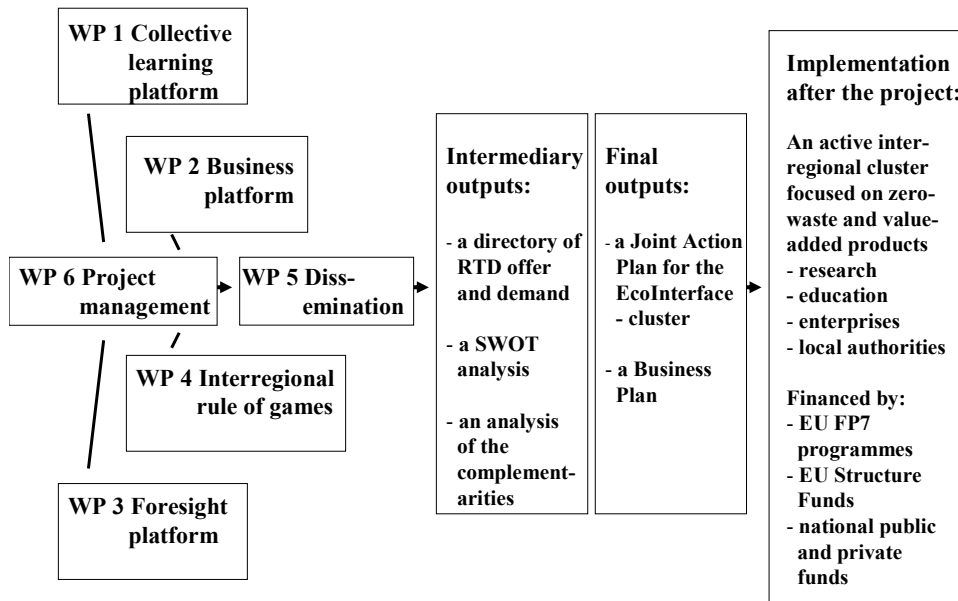 WP 1 Collective
learning
platform
WP 2 Business
platform
WP 6 Project
management
WP 5 Diss-
emination
WP 4 Interregional
rule of games
WP 3 Foresight
platform
Intermediary
outputs:
- a directory of
RTD offer
and demand
- a SWOT
analysis
- an analysis
of the
complement-
arities
Final
outputs:
- a Joint Action
Plan for the
EcoInterface
- cluster
- a Business
Plan
Implementation
after the project:
An active inter-
regional cluster
focused on zero-
waste and value-
added products
- research
- education
- enterprises
- local authorities
Financed by:
- EU FP7
programmes
- EU Structure
Funds
- national public
and private
funds